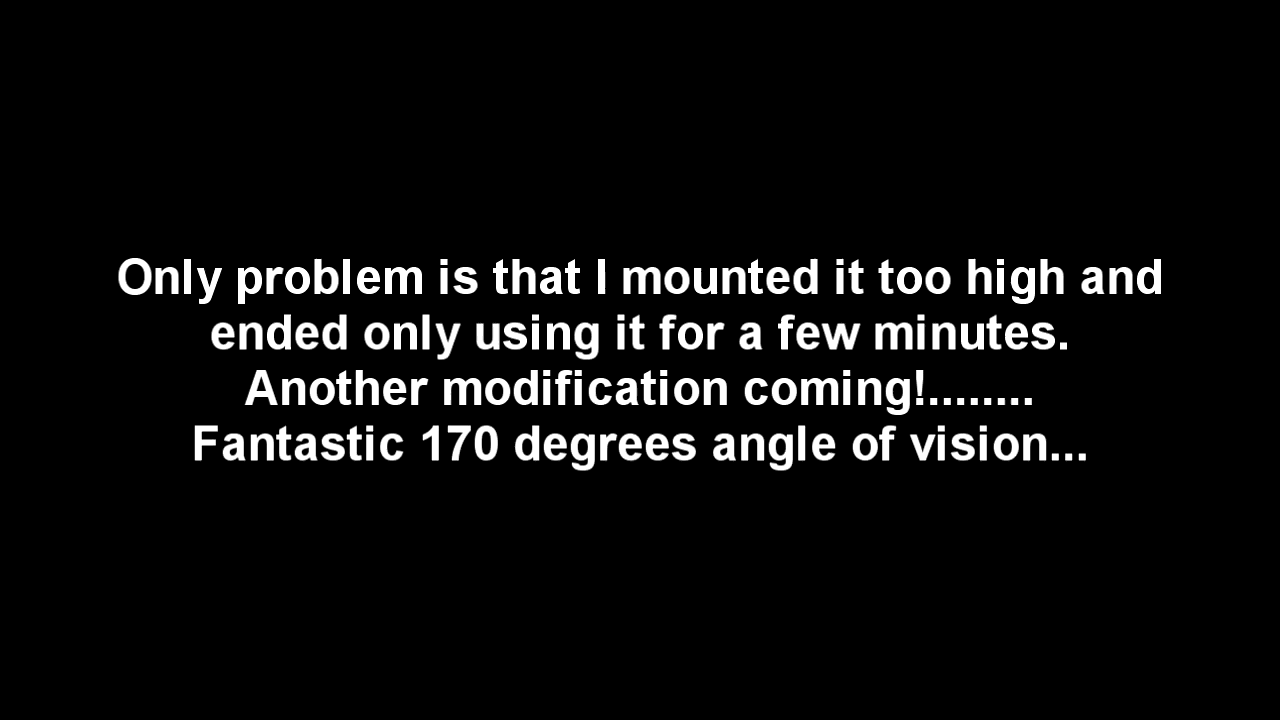 Only problem is that I mounted it too high and
ended only using it for a few minutes.
Another modification coming!........
Fantastic 170 degrees angle of vision...